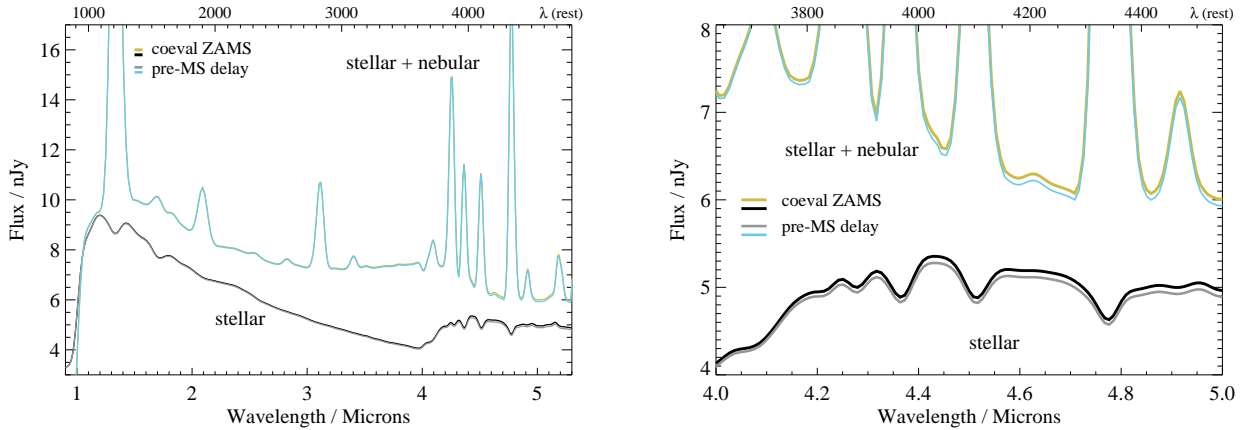 1000 2000 3000 4000 λ (rest)
16
14
12
10
8
6
4
Flux / nJy
coeval ZAMS
pre-MS delay
stellar + nebular
stellar
1 2 3 4 5
Wavelength / Microns
3800 4000 4200 4400 λ (rest)
8
7
6
5
4
Flux / nJy
stellar + nebular
coeval ZAMS
pre-MS delay
stellar
4.0 4.2 4.4 4.6 4.8 5.0
Wavelength / Microns